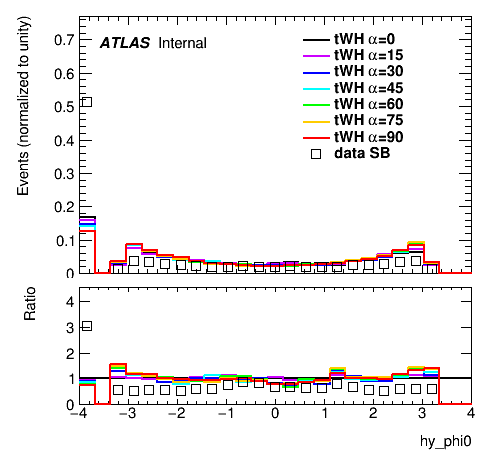 ATLAS Internal
tWH α=0
tWH α=15
tWH α=30
tWH α=45
tWH α=60
tWH α=75
tWH α=90
data SB
Events (normalized to unity)
0.7
0.6
0.5
0.4
0.3
0.2
0.1
0
Ratio
4
3
2
1
0
−4 −3 −2 −1 0 1 2 3 4
hy_phi0